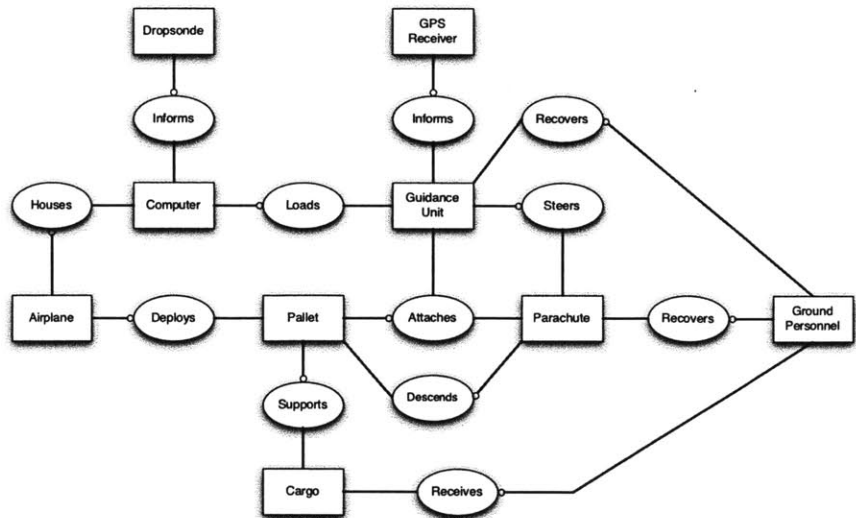 Dropsonde
GPS
Receiver
Informs
Informs
Recovers
Houses
Computer
Loads
Guidance
Unit
Steers
Airplane
Deploys
Pallet
Attaches
Parachute
Recovers
Ground
Personnel
Supports
Descends
Cargo
Receives